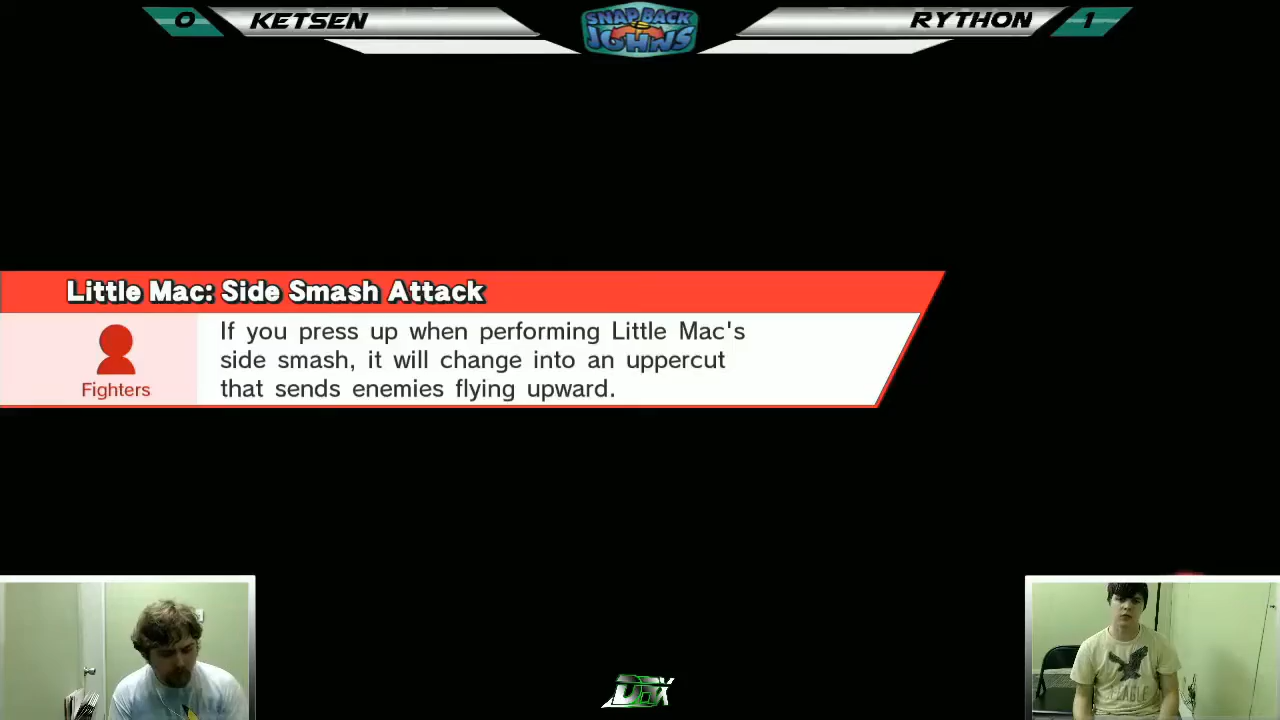 0 KETSEN
SNAP BACK
JOHNS
RYTHON 1
Little Mac: Side Smash Attack
If you press up when performing Little Mac's
side smash, it will change into an uppercut
that sends enemies flying upward.
Fighters